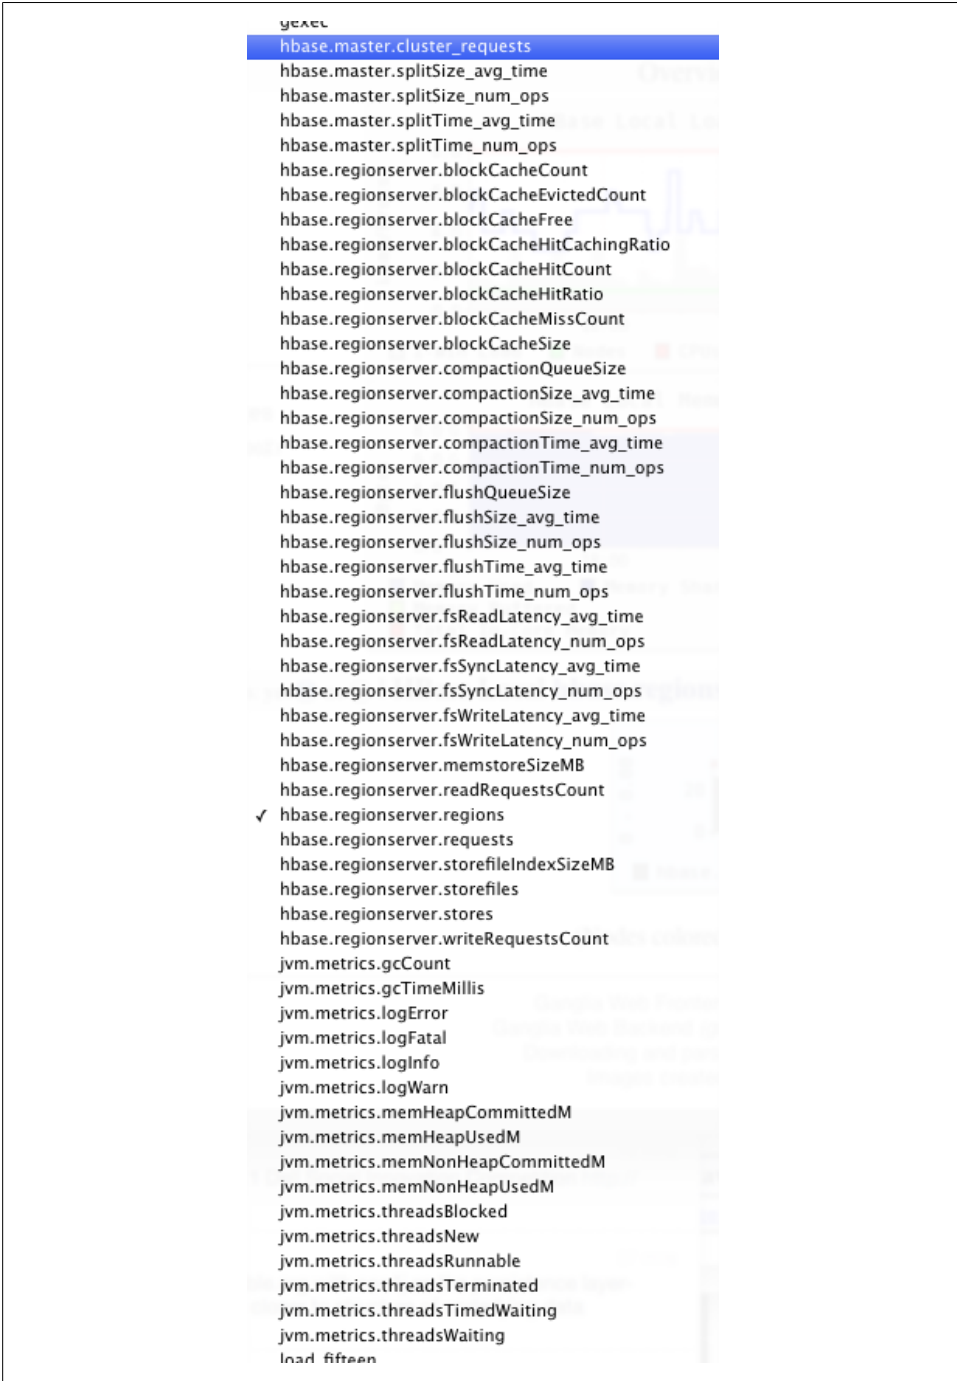 gexec
hbase.master.cluster_requests
hbase.master.splitSize_avg_time
hbase.master.splitSize_num_ops
hbase.master.splitTime_avg_time
hbase.master.splitTime_num_ops
hbase.regionserver.blockCacheCount
hbase.regionserver.blockCacheEvictedCount
hbase.regionserver.blockCacheFree
hbase.regionserver.blockCacheHitCachingRatio
hbase.regionserver.blockCacheHitCount
hbase.regionserver.blockCacheHitRatio
hbase.regionserver.blockCacheMissCount
hbase.regionserver.blockCacheSize
hbase.regionserver.compactionQueueSize
hbase.regionserver.compactionSize_avg_time
hbase.regionserver.compactionSize_num_ops
hbase.regionserver.compactionTime_avg_time
hbase.regionserver.compactionTime_num_ops
hbase.regionserver.flushQueueSize
hbase.regionserver.flushSize_avg_time
hbase.regionserver.flushSize_num_ops
hbase.regionserver.flushTime_avg_time
hbase.regionserver.flushTime_num_ops
hbase.regionserver.fsReadLatency_avg_time
hbase.regionserver.fsReadLatency_num_ops
hbase.regionserver.fsSyncLatency_avg_time
hbase.regionserver.fsSyncLatency_num_ops
hbase.regionserver.fsWriteLatency_avg_time
hbase.regionserver.fsWriteLatency_num_ops
hbase.regionserver.memstoreSizeMB
hbase.regionserver.readRequestsCount
✓ hbase.regionserver.regions
hbase.regionserver.requests
hbase.regionserver.storefileIndexSizeMB
hbase.regionserver.storefiles
hbase.regionserver.stores
hbase.regionserver.writeRequestsCount
jvm.metrics.gcCount
jvm.metrics.gcTimeMillis
jvm.metrics.logError
jvm.metrics.logFatal
jvm.metrics.logInfo
jvm.metrics.logWarn
jvm.metrics.memHeapCommittedM
jvm.metrics.memHeapUsedM
jvm.metrics.memNonHeapCommittedM
jvm.metrics.memNonHeapUsedM
jvm.metrics.threadsBlocked
jvm.metrics.threadsNew
jvm.metrics.threadsRunnable
jvm.metrics.threadsTerminated
jvm.metrics.threadsTimedWaiting
jvm.metrics.threadsWaiting
load_fifteen